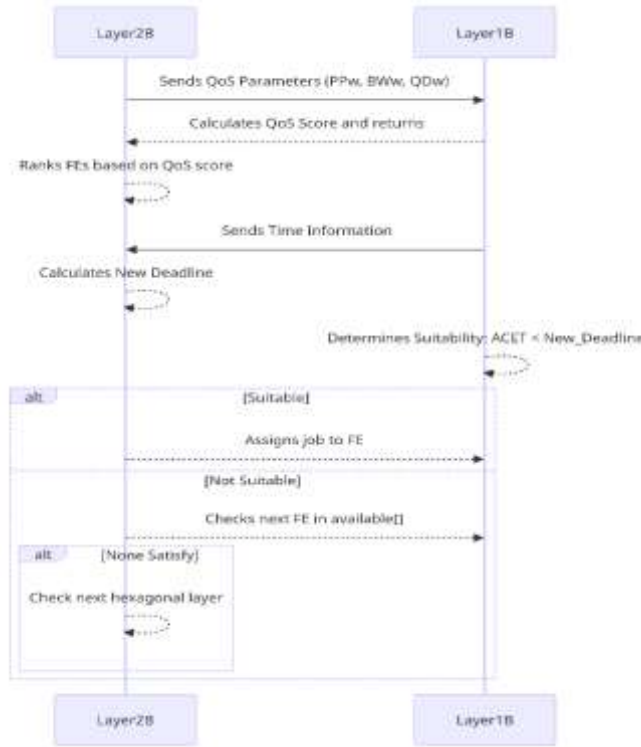 Layer2B
Layer1B
Sends QoS Parameters (PPw, BWw, QDw)
Calculates QoS Score and returns
Ranks FEs based on QoS score
Sends Time Information
Calculates New Deadline
Determines Suitability: ACET < New_Deadline
alt
[Suitable]
Assigns job to FE
[Not Suitable]
Checks next FE in available[]
alt
[None Satisfy]
Check next hexagonal layer
Layer2B
Layer1B